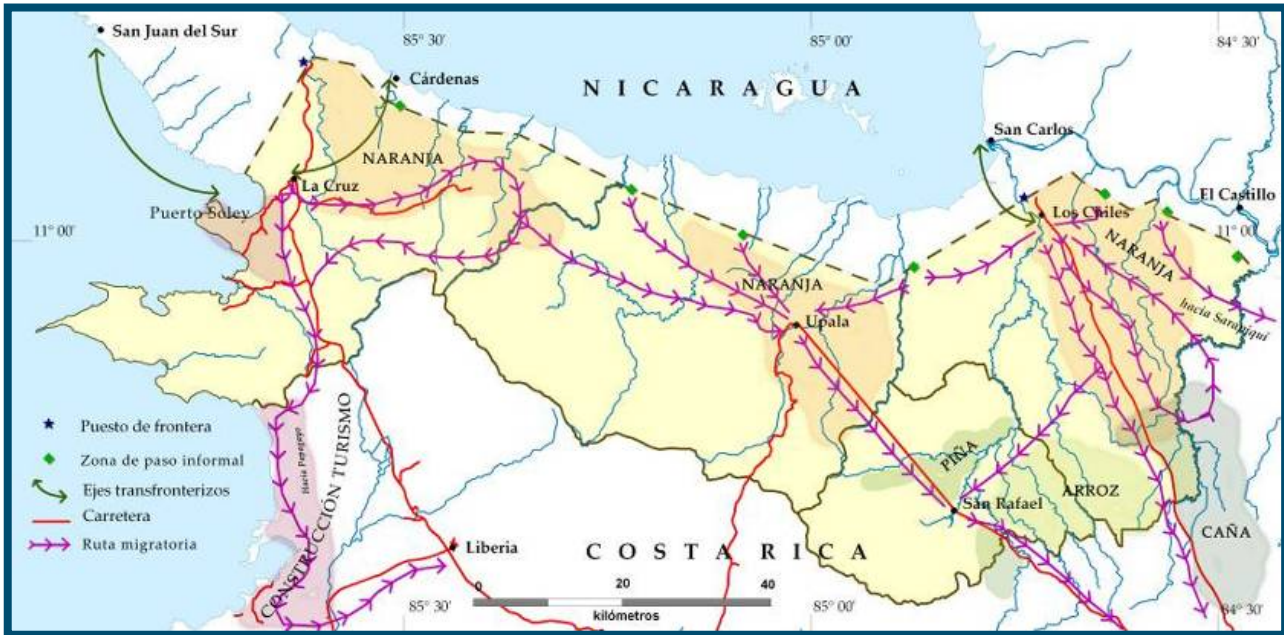 San Juan del Sur
85° 30'
85° 00'
84° 30'
Cárdenas
NICARAGUA
San Carlos
NARANJA
La Cruz
El Castillo
Puerto Soley
Los Chiles
11° 00'
11° 00'
NARANJA
NARANJA
hacía Sarapiquí
Upala
Puesto de frontera
Zona de paso informal
Ejes transfronterizos
Carretera
Ruta migratoria
Hacía Papagayo
CONSTRUCCIÓN TURISMO
PIÑA
ARROZ
San Rafael
CAÑA
Liberia
COSTA RICA
0 20 40
kilómetros
85° 30'
85° 00'
84° 30'